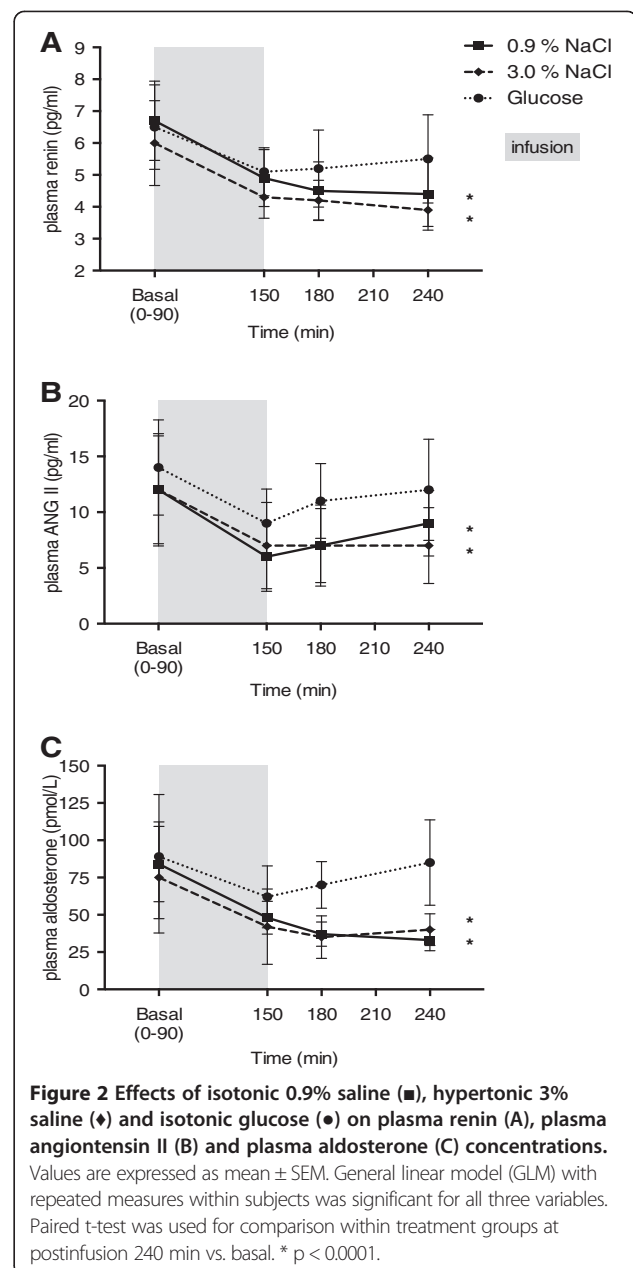 A
0.9 % NaCl
3.0 % NaCl
Glucose
infusion
plasma renin (pg/ml)
9
8
7
6
5
4
3
2
*
*
Basal
(0-90)
150 180 210 240
Time (min)
B
plasma ANG II (pg/ml)
20
15
10
5
0
*
*
Basal
(0-90)
150 180 210 240
Time (min)
C
plasma aldosterone (pmol/L)
150
125
100
75
50
25
0
*
*
Basal
(0-90)
150 180 210 240
Time (min)
Figure 2 Effects of isotonic 0.9% saline (■), hypertonic 3%
saline (♦) and isotonic glucose (●) on plasma renin (A), plasma
angiontensin II (B) and plasma aldosterone (C) concentrations.
Values are expressed as mean ± SEM. General linear model (GLM) with
repeated measures within subjects was significant for all three variables.
Paired t-test was used for comparison within treatment groups at
postinfusion 240 min vs. basal. * p < 0.0001.